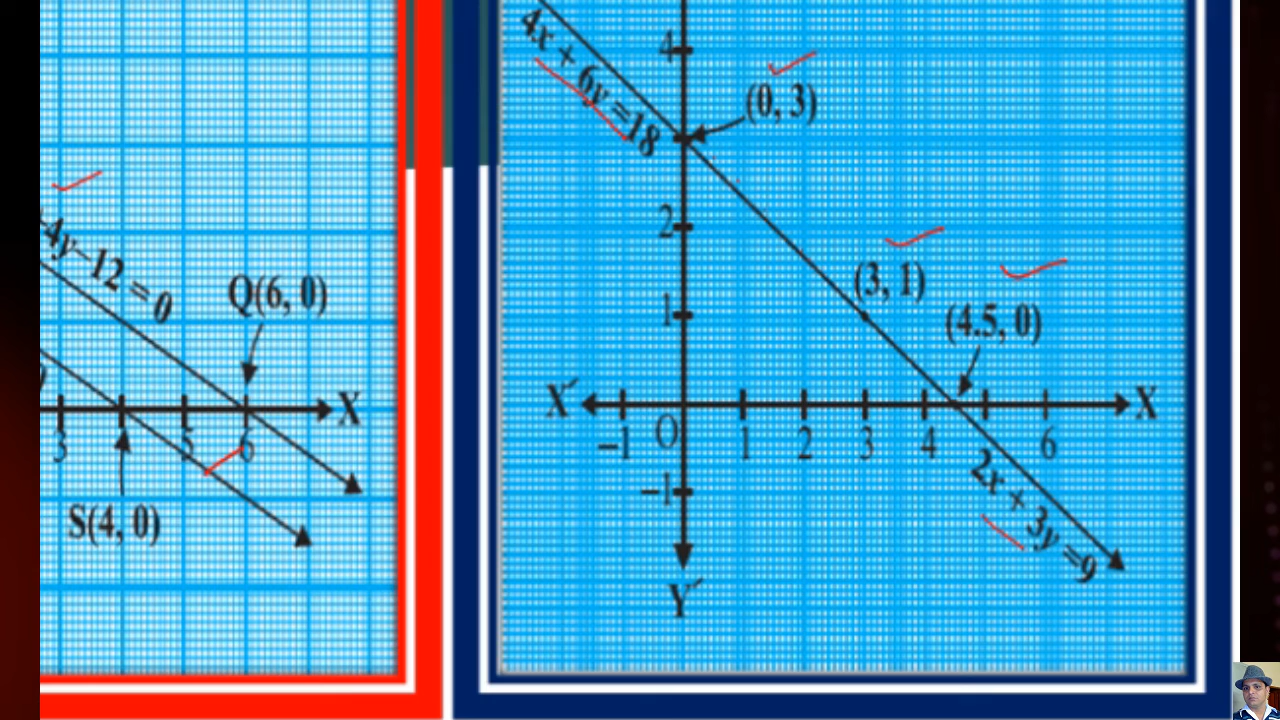 -4y-12 = 0
Q(6, 0)
X
3
5
6
S(4, 0)
4x + 6y =18
4
(0, 3)
2
(3, 1)
1
(4.5, 0)
X′
X
-1
O
1
2
3
4
6
-1
2x + 3y =9
Y′